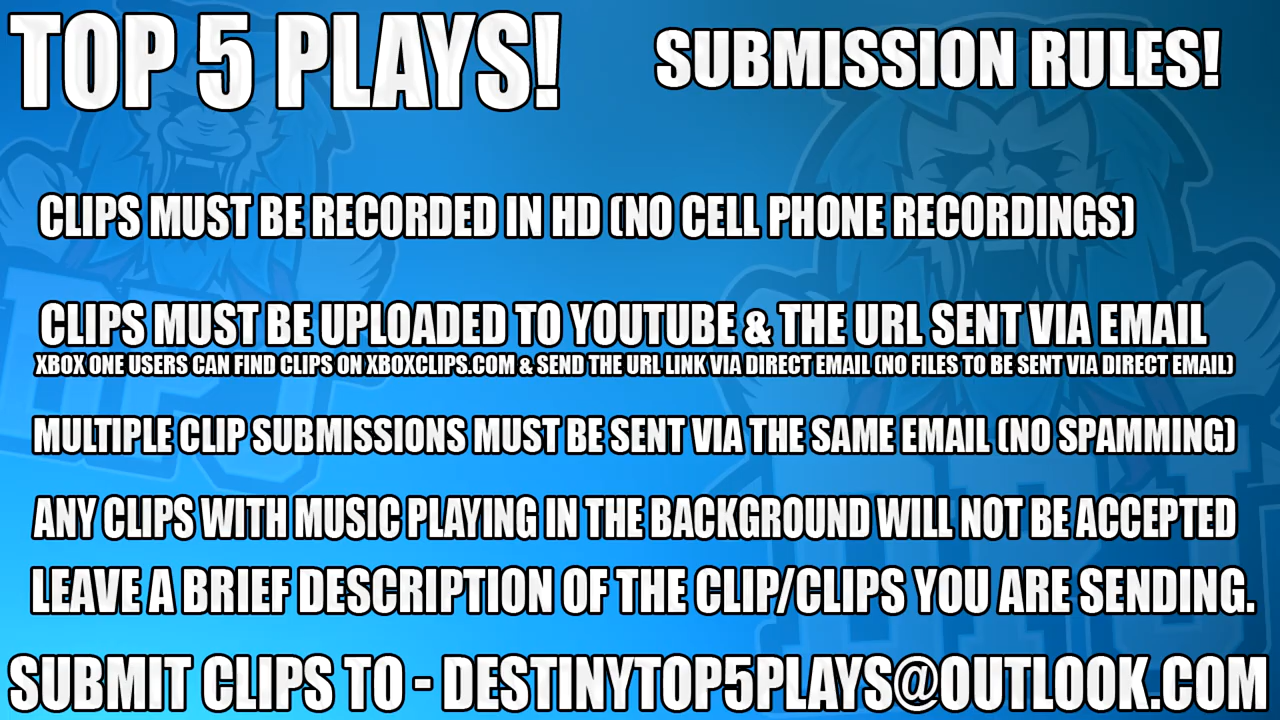 TOP 5 PLAYS!
SUBMISSION RULES!
CLIPS MUST BE RECORDED IN HD (NO CELL PHONE RECORDINGS)
CLIPS MUST BE UPLOADED TO YOUTUBE & THE URL SENT VIA EMAIL
XBOX ONE USERS CAN FIND CLIPS ON XBOXCLIPS.COM & SEND THE URL LINK VIA DIRECT EMAIL (NO FILES TO BE SENT VIA DIRECT EMAIL)
MULTIPLE CLIP SUBMISSIONS MUST BE SENT VIA THE SAME EMAIL (NO SPAMMING)
ANY CLIPS WITH MUSIC PLAYING IN THE BACKGROUND WILL NOT BE ACCEPTED
LEAVE A BRIEF DESCRIPTION OF THE CLIP/CLIPS YOU ARE SENDING.
SUBMIT CLIPS TO - DESTINYTOP5PLAYS@OUTLOOK.COM